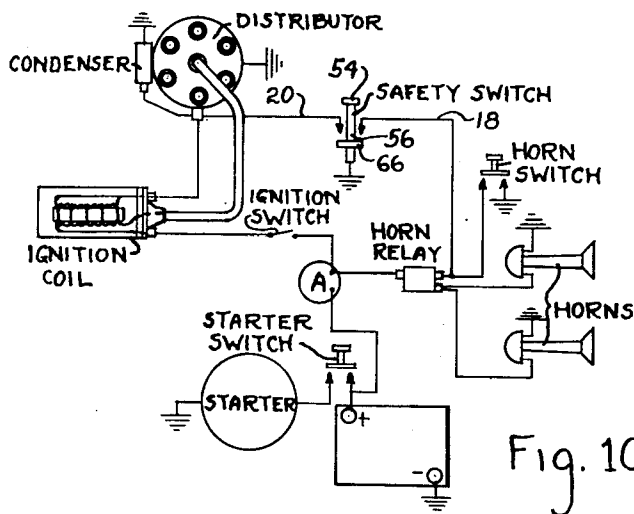 DISTRIBUTOR
CONDENSER
54
SAFETY SWITCH
20
18
56
66
HORN
SWITCH
IGNITION
SWITCH
HORN
RELAY
IGNITION
COIL
A
HORNS
STARTER
SWITCH
STARTER
+
-
Fig. 10